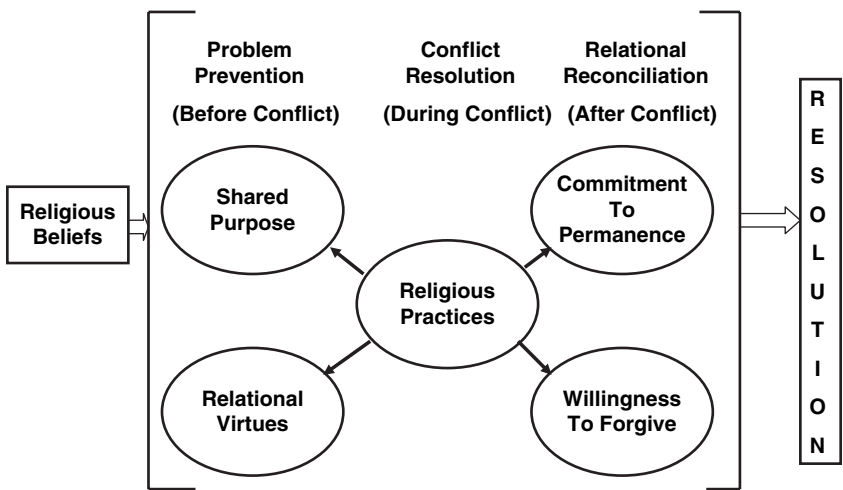 Problem
Prevention
(Before Conflict)
Conflict
Resolution
(During Conflict)
Relational
Reconciliation
(After Conflict)
Religious
Beliefs
Shared
Purpose
Commitment
To
Permanence
Religious
Practices
Relational
Virtues
Willingness
To Forgive
R
E
S
O
L
U
T
I
O
N